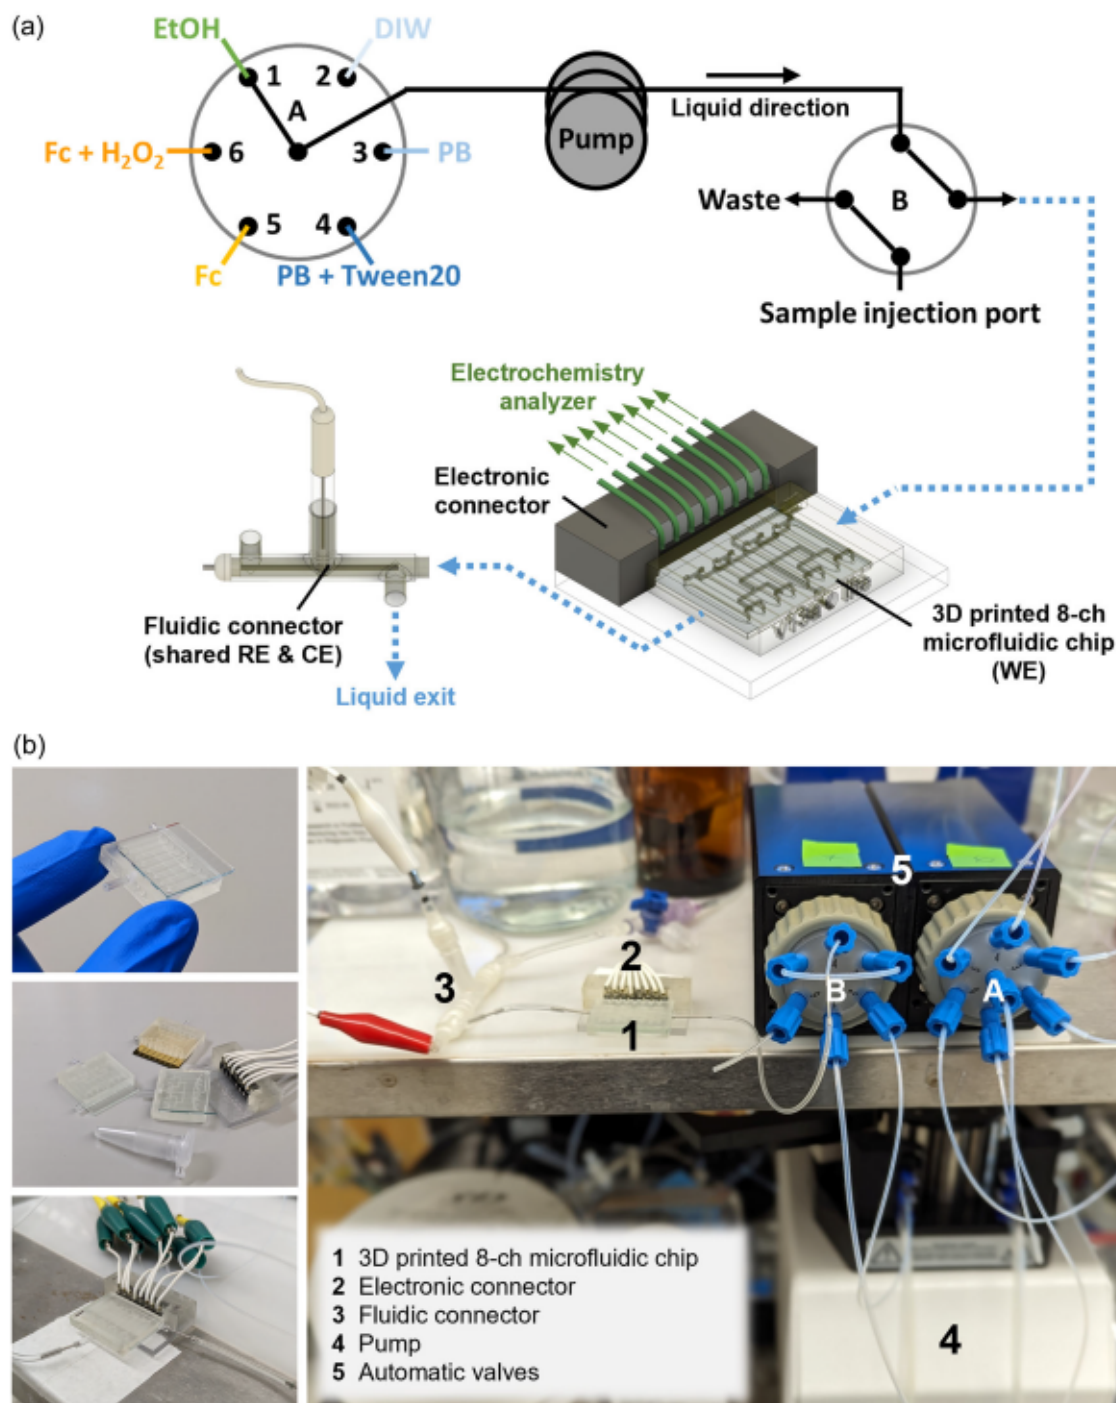 (a)
EtOH
DIW
1
2
A
Liquid direction
Pump
Fc + H₂O₂
6
3
PB
Waste
B
5
4
Fc
PB + Tween20
Sample injection port
Electrochemistry
analyzer
Electronic
connector
Fluidic connector
(shared RE & CE)
3D printed 8-ch
microfluidic chip
(WE)
Liquid exit
(b)
5
2
3
B
A
1
1 3D printed 8-ch microfluidic chip
2 Electronic connector
3 Fluidic connector
4 Pump
5 Automatic valves
4